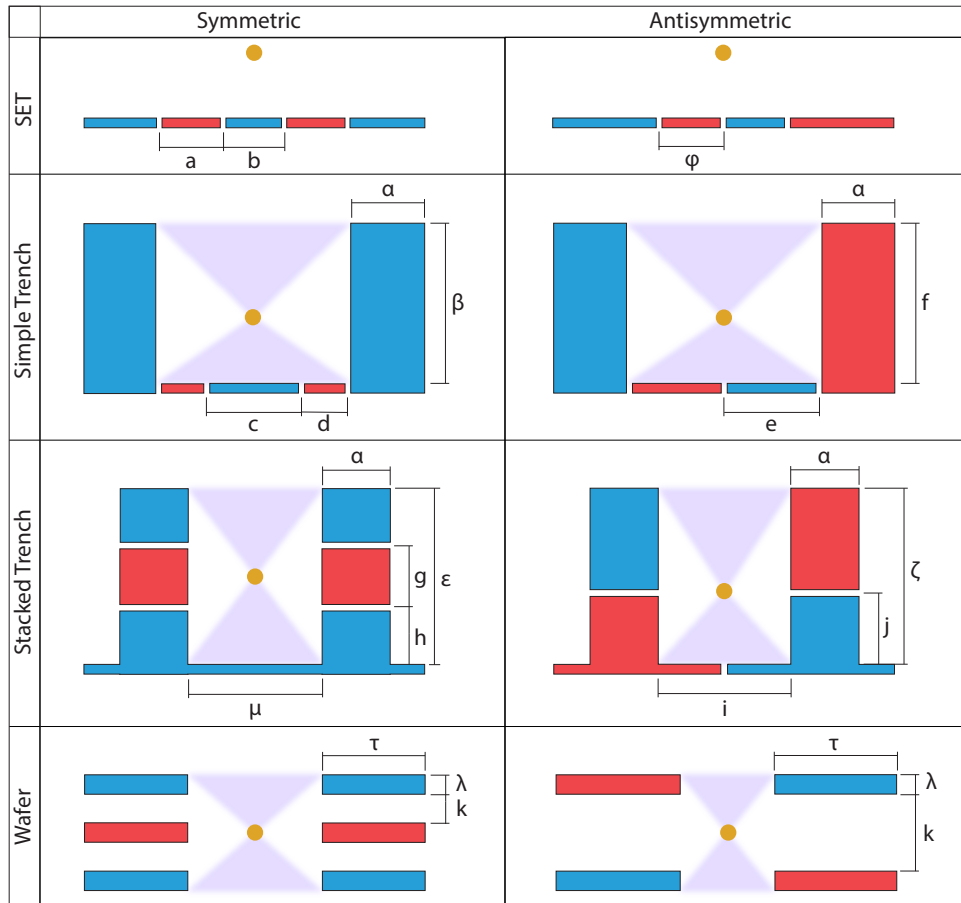 Symmetric
Antisymmetric
SET
a
b
φ
Simple Trench
α
β
c
d
α
f
e
Stacked Trench
α
g
ε
h
μ
α
ζ
j
i
Wafer
τ
λ
k
τ
λ
k